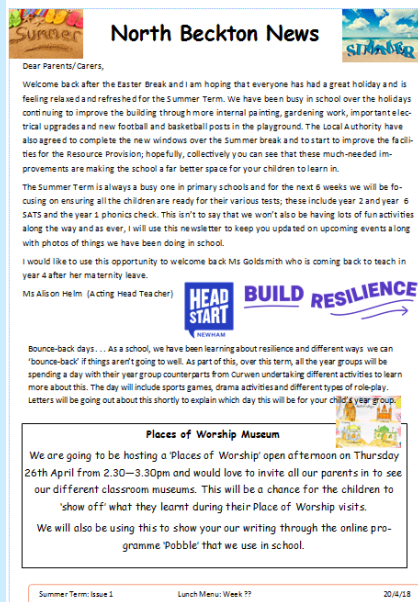 Summer
North Beckton News
SUMMER
Dear Parents/Carers,
Welcome back after the Easter Break and I am hoping that everyone has had a great holiday and is
feeling relaxed and refreshed for the Summer Term. We have been busy in school over the holidays
continuing to improve the building through more internal painting, gardening work, important elec-
trical upgrades and new football and basketball posts in the playground. The Local Authority have
also agreed to complete the new windows over the Summer break and to start to improve the facili-
ties for the Resource Provision; hopefully, collectively you can see that these much-needed im-
provements are making the school a far better space for your children to learn in.
The Summer Term is always a busy one in primary schools and for the next 6 weeks we will be fo-
cusing on ensuring all the children are ready for their various tests; these include year 2 and year 6
SATS and the year 1 phonics check. This isn't to say that we won't also be having lots of fun activities
along the way and as ever, I will use this newsletter to keep you updated on upcoming events along
with photos of things we have been doing in school.
I would like to use this opportunity to welcome back Ms Goldsmith who is coming back to teach in
year 4 after her maternity leave.
Ms Alison Helm (Acting Head Teacher)
HEAD
START
NEWHAM
BUILD RESILIENCE
Bounce-back days . . . As a school, we have been learning about resilience and different ways we can
'bounce-back' if things aren't going to well. As part of this, over this term, all the year groups will be
spending a day with their year group counterparts from Curwen undertaking different activities to learn
more about this. The day will include sports games, drama activities and different types of role-play.
Letters will be going out about this shortly to explain which day this will be for your child's year group.
Places of Worship Museum
We are going to be hosting a 'Places of Worship' open afternoon on Thursday
26th April from 2.30—3.30pm and would love to invite all our parents in to see
our different classroom museums. This will be a chance for the children to
'show off' what they learnt during their Place of Worship visits.
We will also be using this to show your our writing through the online pro-
gramme 'Pobble' that we use in school.
Summer Term: Issue 1 Lunch Menu: Week ?? 20/4/18